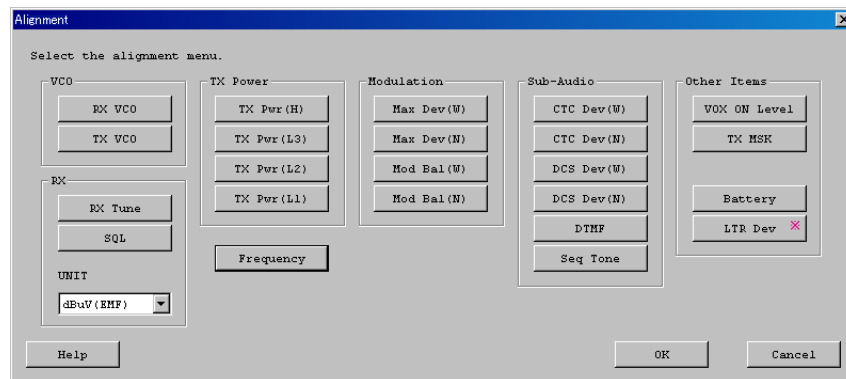 Alignment
Select the alignment menu.
VCO
RX VCO
TX VCO
RX
RX Tune
SQL
UNIT
dBuV(EMF)
TX Power
TX Pwr(H)
TX Pwr(L3)
TX Pwr(L2)
TX Pwr(L1)
Frequency
Modulation
Max Dev(W)
Max Dev(N)
Mod Bal(W)
Mod Bal(N)
Sub-Audio
CTC Dev(W)
CTC Dev(N)
DCS Dev(W)
DCS Dev(N)
DTMF
Seq Tone
Other Items
VOX ON Level
TX MSK
Battery
LTR Dev ※
Help
OK
Cancel